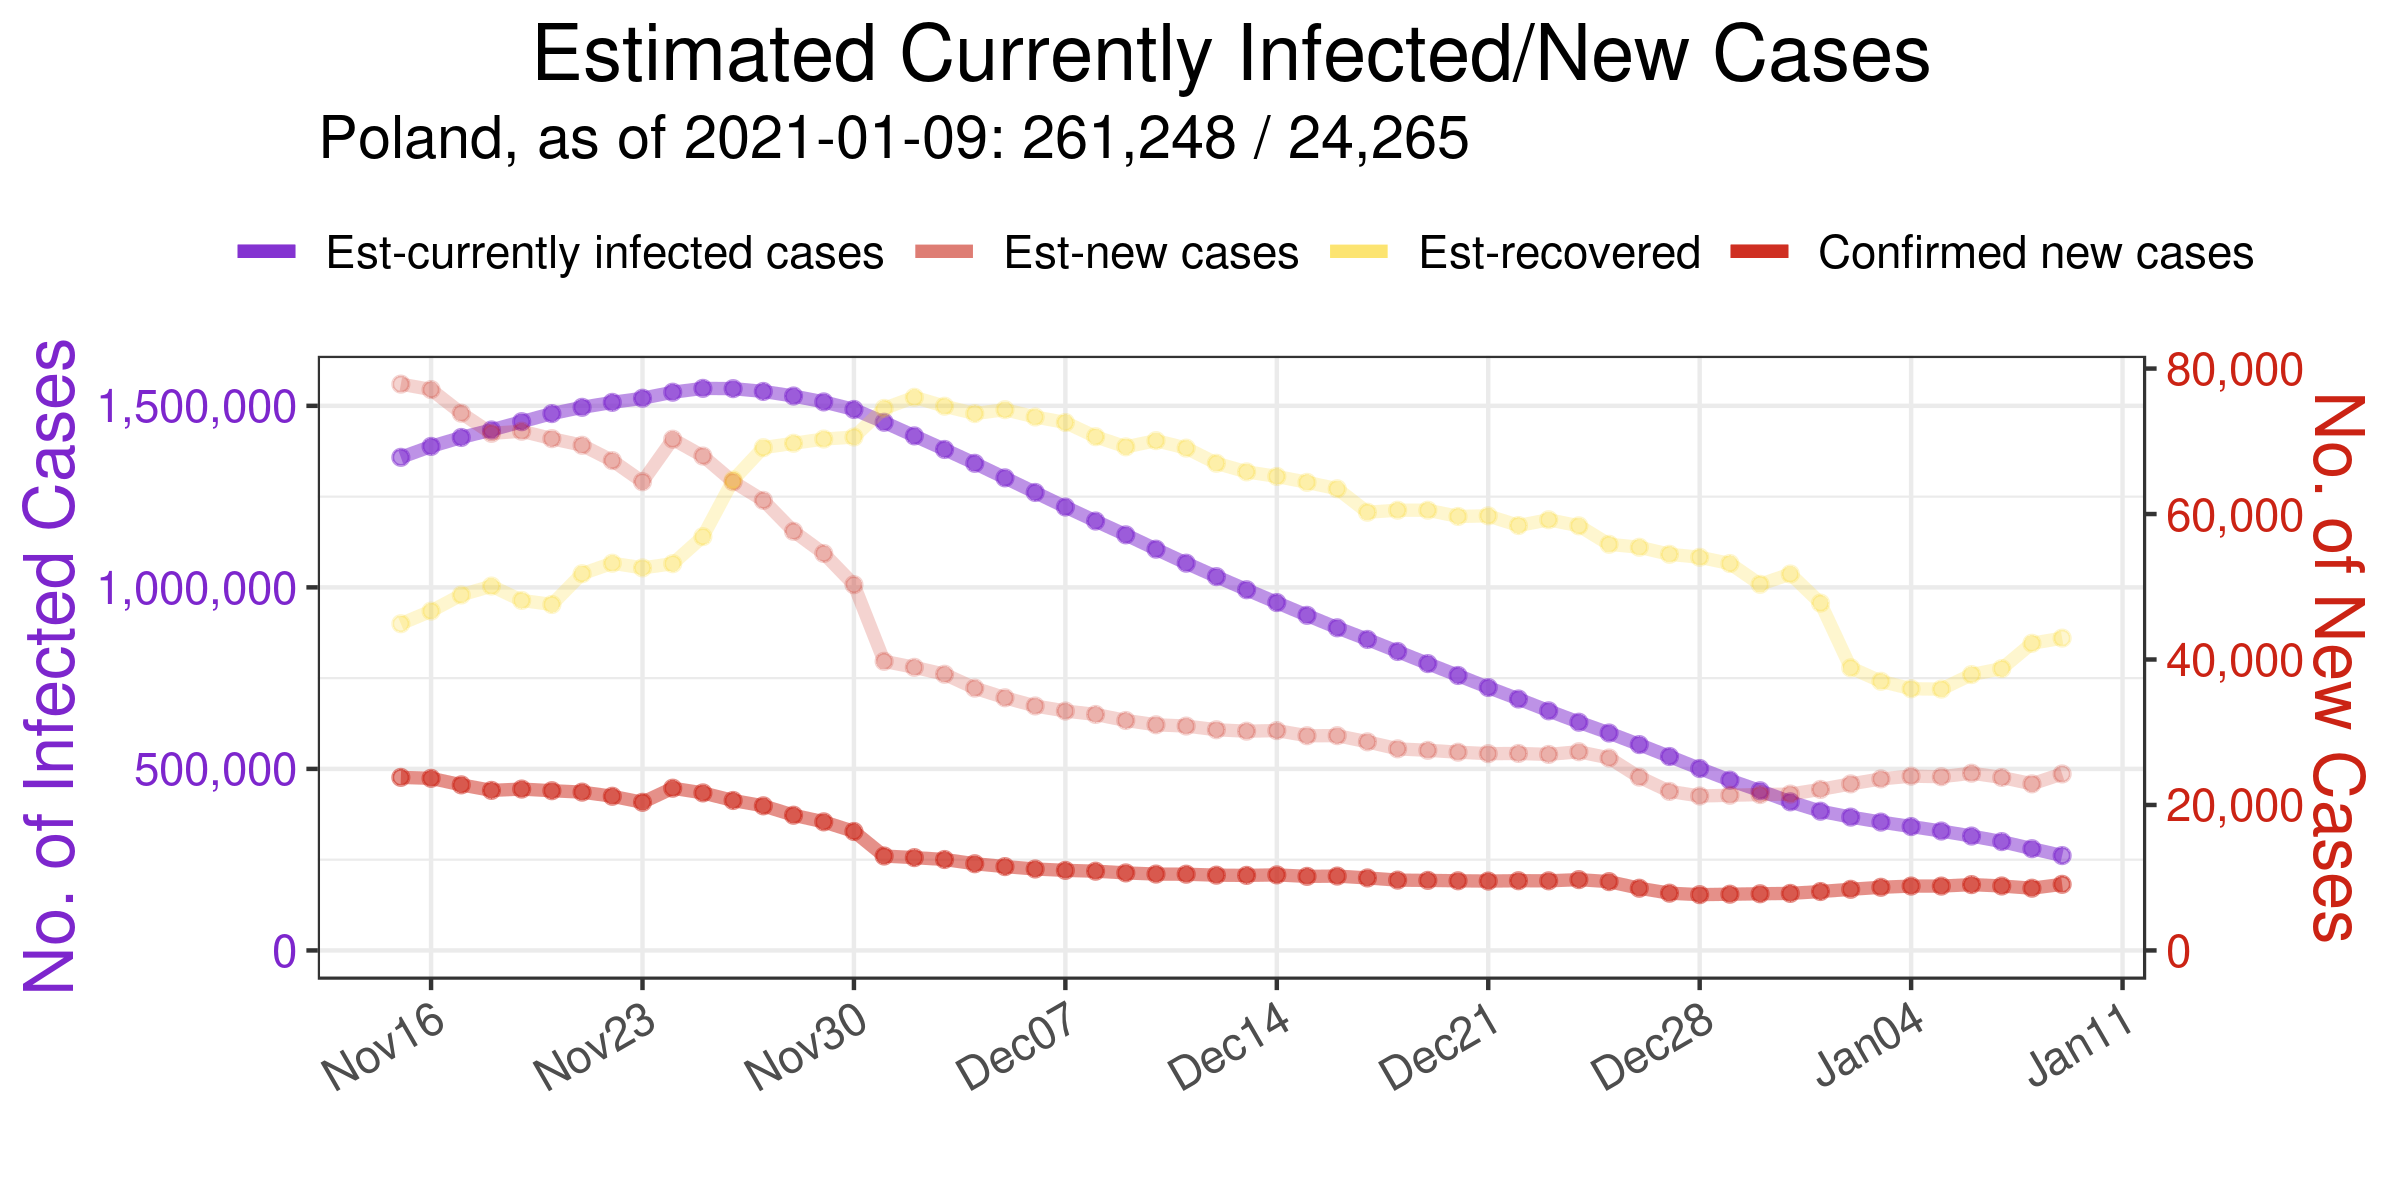 Estimated Currently Infected/New Cases
Poland, as of 2021-01-09: 261,248 / 24,265
Est-currently infected cases Est-new cases Est-recovered Confirmed new cases
No. of Infected Cases
1,500,000
1,000,000
500,000
0
80,000
60,000
40,000
20,000
0
No. of New Cases
Nov16 Nov23 Nov30 Dec07 Dec14 Dec21 Dec28 Jan04 Jan11